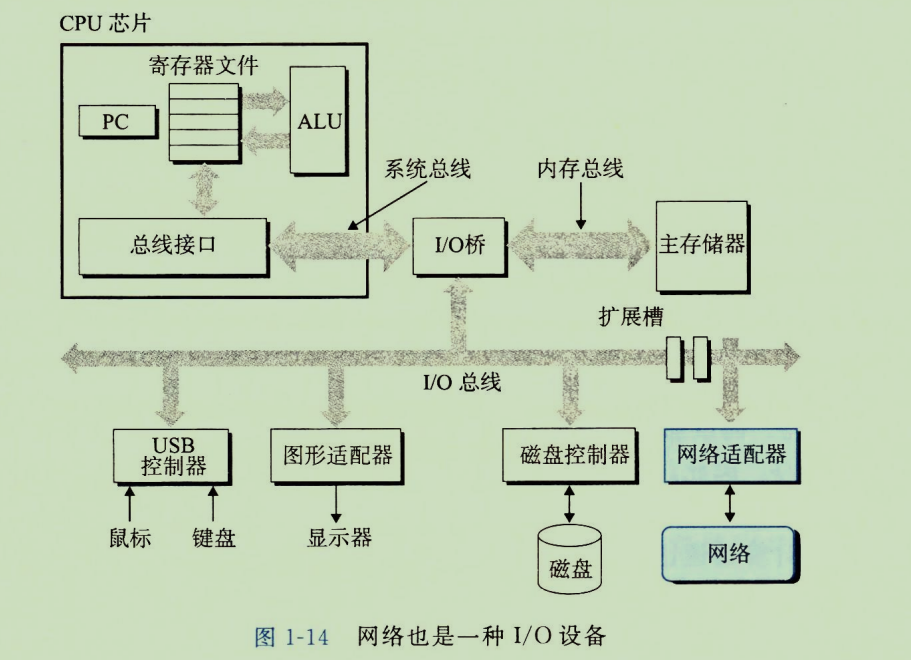 CPU 芯片
寄存器文件
PC
ALU
系统总线
内存总线
总线接口
I/O桥
主存储器
扩展槽
I/O 总线
USB
控制器
图形适配器
磁盘控制器
网络适配器
鼠标
键盘
显示器
磁盘
网络
图 1-14 网络也是一种 I/O 设备